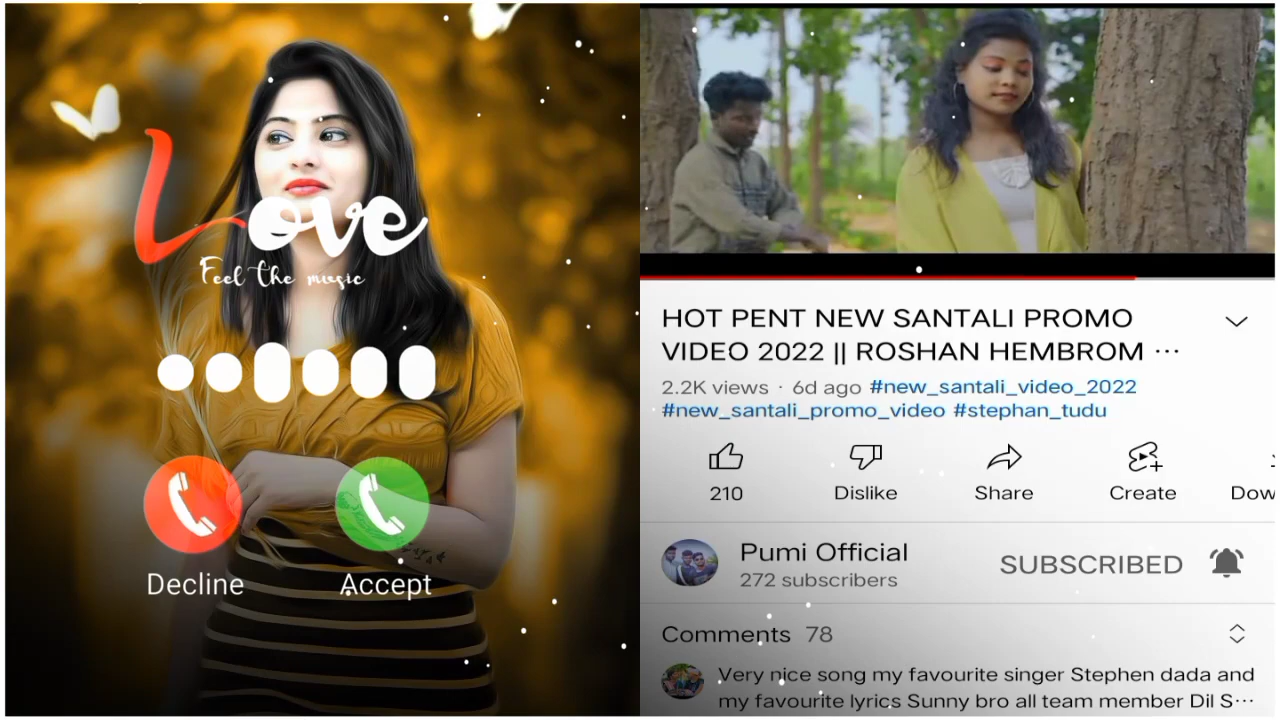 Love
Feel the music
Decline
Accept
HOT PENT NEW SANTALI PROMO
VIDEO 2022 || ROSHAN HEMBROM ...
2.2K views · 6d ago #new_santali_video_2022
#new_santali_promo_video #stephan_tudu
210
Dislike
Share
Create
Dow
Pumi Official
272 subscribers
SUBSCRIBED
Comments 78
Very nice song my favourite singer Stephen dada and
my favourite lyrics Sunny bro all team member Dil S...